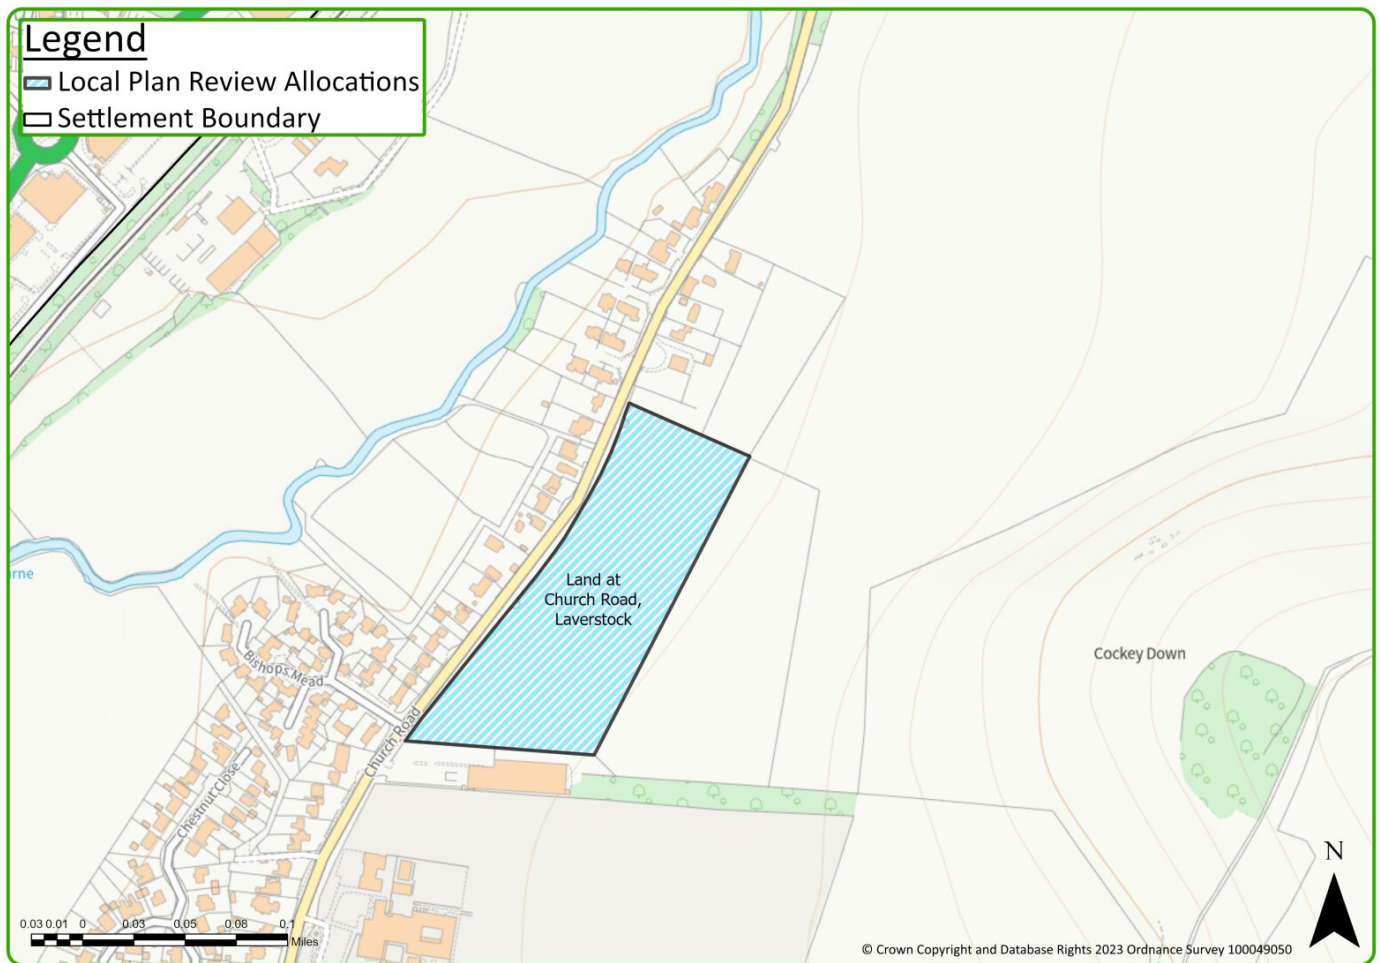 Legend
Local Plan Review Allocations
Settlement Boundary
Land at
Church Road,
Laverstock
Cockey Down
rne
Bishops Mead
Church Road
Chestnut Close
N
0.03 0.01 0 0.03 0.05 0.08 0.1
Miles
© Crown Copyright and Database Rights 2023 Ordnance Survey 100049050